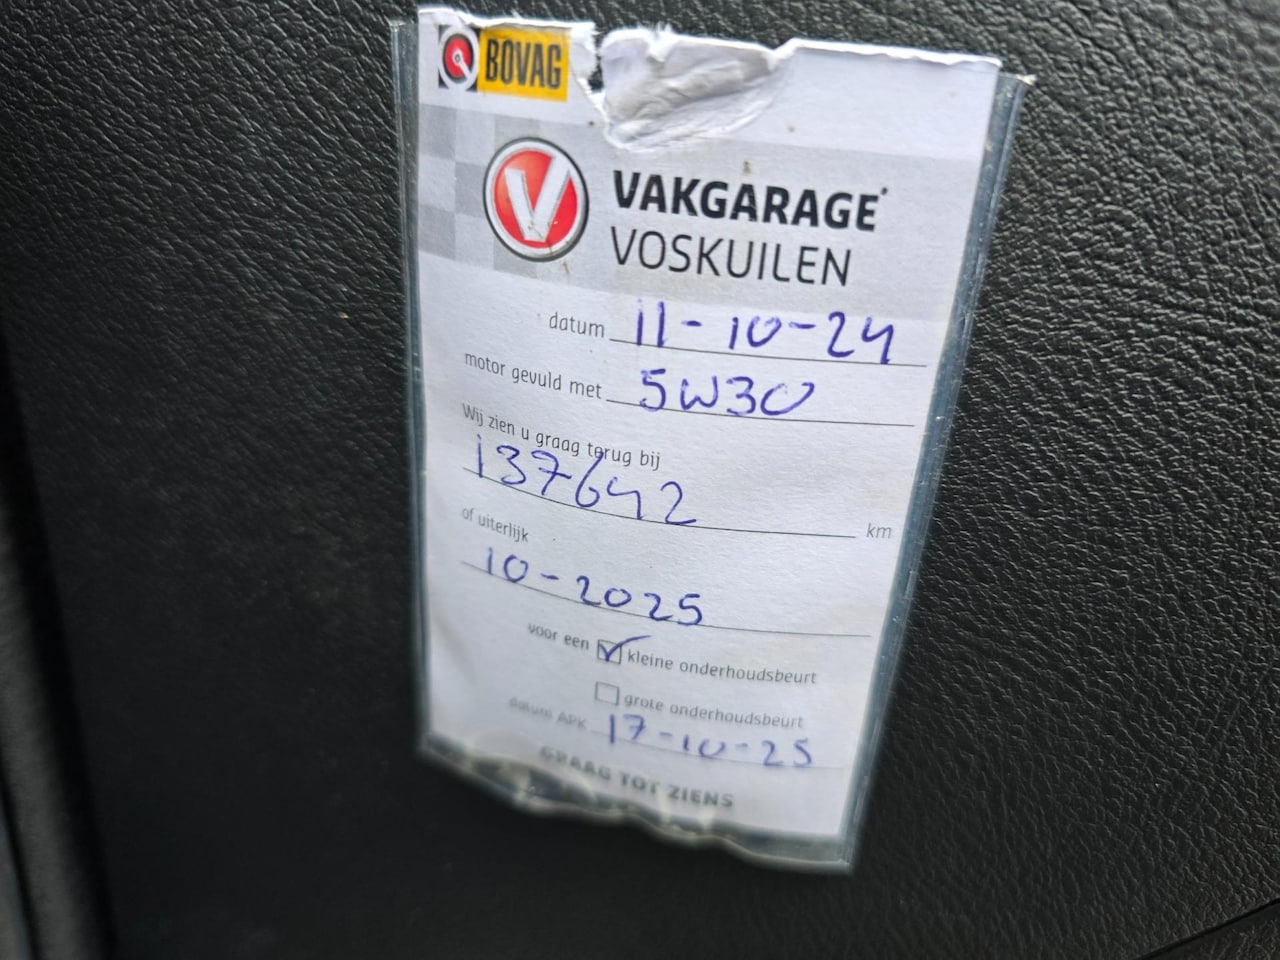 BOVAG
VAKGARAGE
VOSKUILEN
datum 11-10-24
motor gevuld met 5W30
Wij zien u graag terug bij
137642 km
of uiterlijk
10-2025
voor een kleine onderhoudsbeurt
grote onderhoudsbeurt
datum APK 17-10-25
GRAAG TOT ZIENS